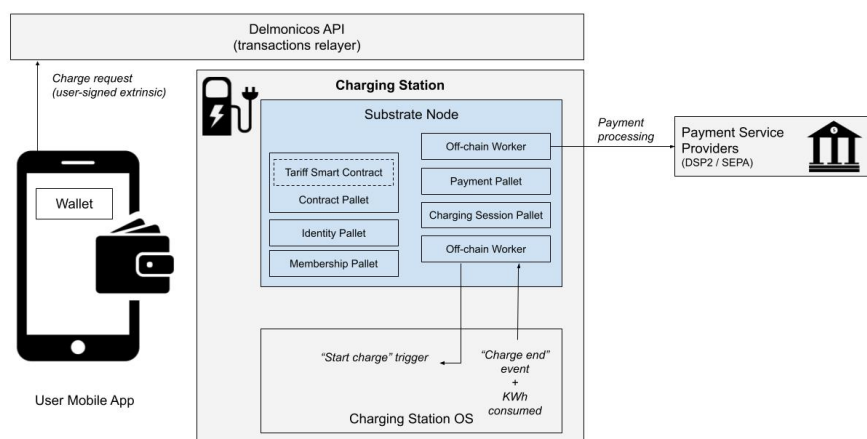 Delmonicos API
(transactions relayer)
Charge request
(user-signed extrinsic)
Charging Station
Substrate Node
Off-chain Worker
Payment
processing
Payment Service
Providers
(DSP2 / SEPA)
Tariff Smart Contract
Contract Pallet
Payment Pallet
Wallet
Charging Session Pallet
Identity Pallet
Off-chain Worker
Membership Pallet
"Start charge" trigger
"Charge end"
event
+
KWh
consumed
User Mobile App
Charging Station OS